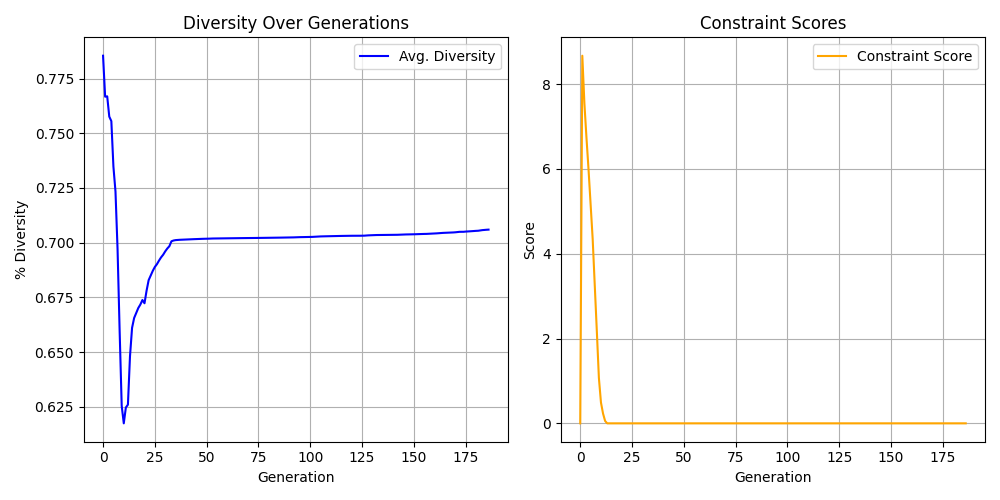 Diversity Over Generations
Avg. Diversity
% Diversity
0.775
0.750
0.725
0.700
0.675
0.650
0.625
0 25 50 75 100 125 150 175
Generation
Constraint Scores
Constraint Score
Score
8
6
4
2
0
0 25 50 75 100 125 150 175
Generation